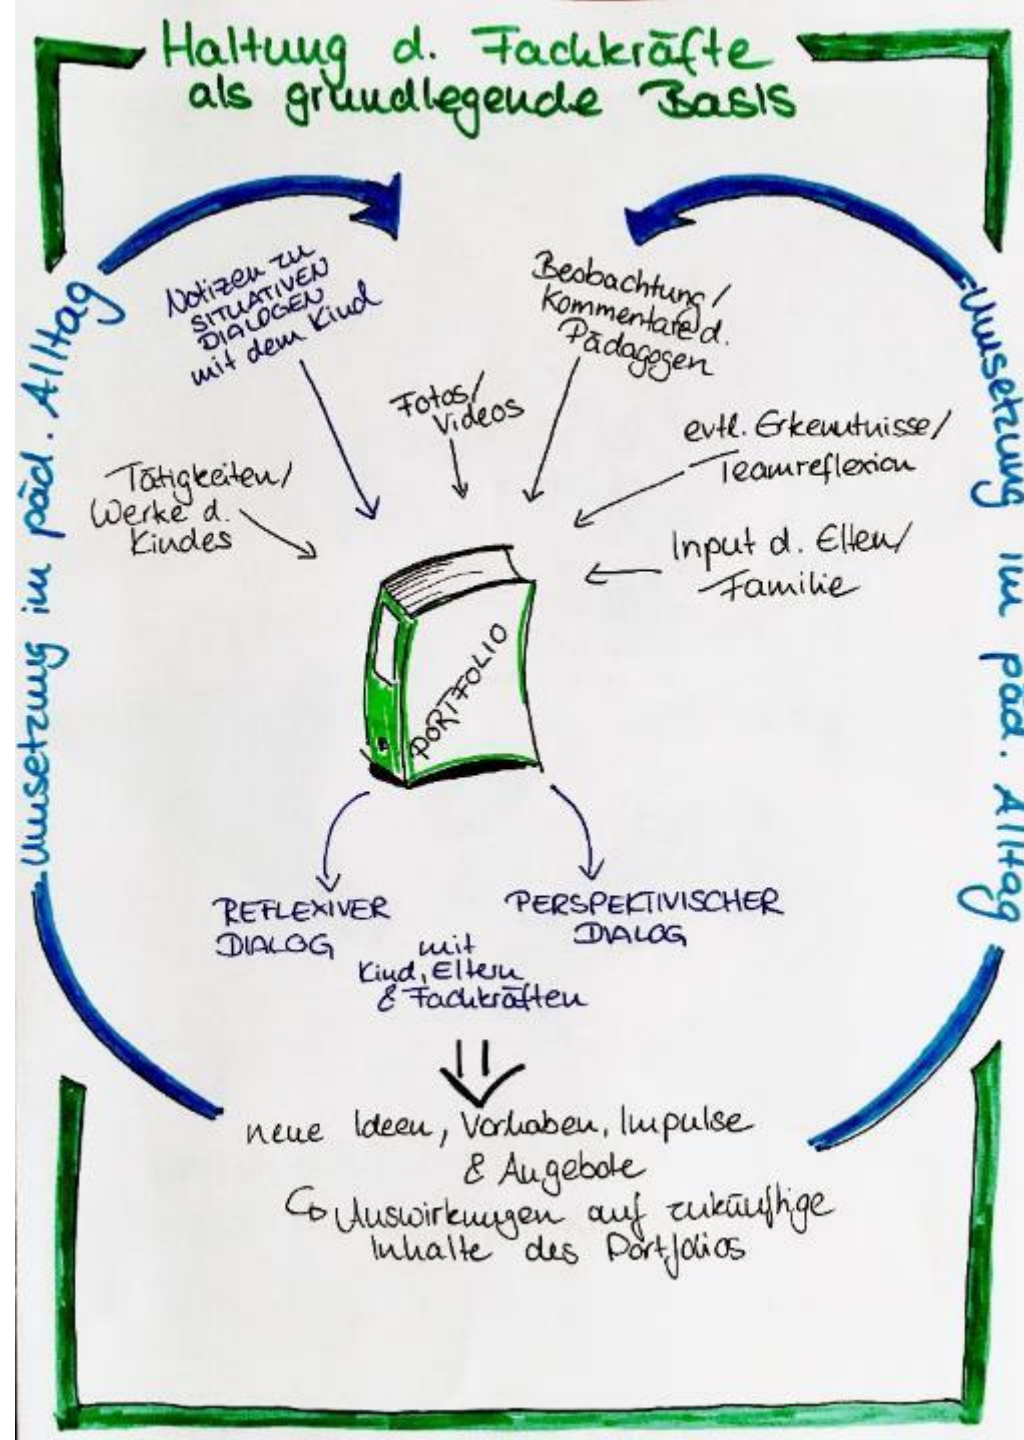 Haltung d. Fachkräfte
als grundlegende Basis
Umsetzung im päd. Alltag
Umsetzung im päd. Alltag
Notizen zu
SITUATIVEN
DIALOGEN
mit dem Kind
Beobachtung/
Kommentare d.
Pädagogen
Fotos/
Videos
evtl. Erkenntnisse/
Teamreflexion
Tätigkeiten/
Werke d.
Kindes
Input d. Eltern/
Familie
PORTFOLIO
REFLEXIVER
DIALOG
PERSPEKTIVISCHER
DIALOG
mit
Kind, Eltern
& Fachkräften
neue Ideen, Vorhaben, Impulse
& Angebote
Auswirkungen auf zukünftige
Inhalte des Portfolios